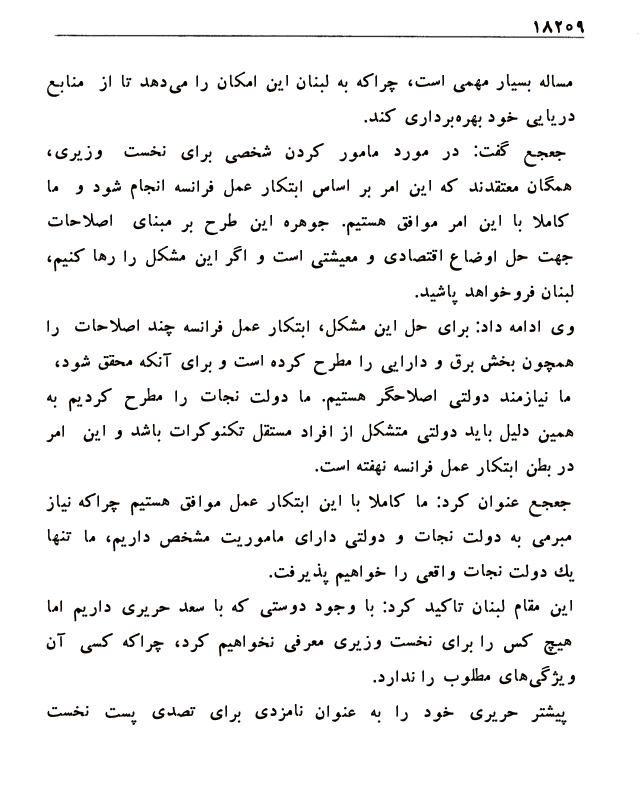 ۱۸۲۰۹
مساله بسیار مهمی است، چراکه به لبنان این امکان را می‌دهد تا از منابع
دریایی خود بهره‌برداری کند.
جعجع گفت: در مورد مامور کردن شخصی برای نخست وزیری،
همگان معتقدند که این امر بر اساس ابتکار عمل فرانسه انجام شود و ما
کاملا با این امر موافق هستیم. جوهره این طرح بر مبنای اصلاحات
جهت حل اوضاع اقتصادی و معیشتی است و اگر این مشکل را رها کنیم،
لبنان فروخواهد پاشید.
وی ادامه داد: برای حل این مشکل، ابتکار عمل فرانسه چند اصلاحات را
همچون بخش برق و دارایی را مطرح کرده است و برای آنکه محقق شود،
ما نیازمند دولتی اصلاحگر هستیم. ما دولت نجات را مطرح کردیم به
همین دلیل باید دولتی متشکل از افراد مستقل تکنوکرات باشد و این امر
در بطن ابتکار عمل فرانسه نهفته است.
جعجع عنوان کرد: ما کاملا با این ابتکار عمل موافق هستیم چراکه نیاز
مبرمی به دولت نجات و دولتی دارای ماموریت مشخص داریم، ما تنها
یك دولت نجات واقعی را خواهیم پذیرفت.
این مقام لبنان تاکید کرد: با وجود دوستی که با سعد حریری داریم اما
هیچ کس را برای نخست وزیری معرفی نخواهیم کرد، چراکه کسی آن
ویژگی‌های مطلوب را ندارد.
پیشتر حریری خود را به عنوان نامزدی برای تصدی پست نخست